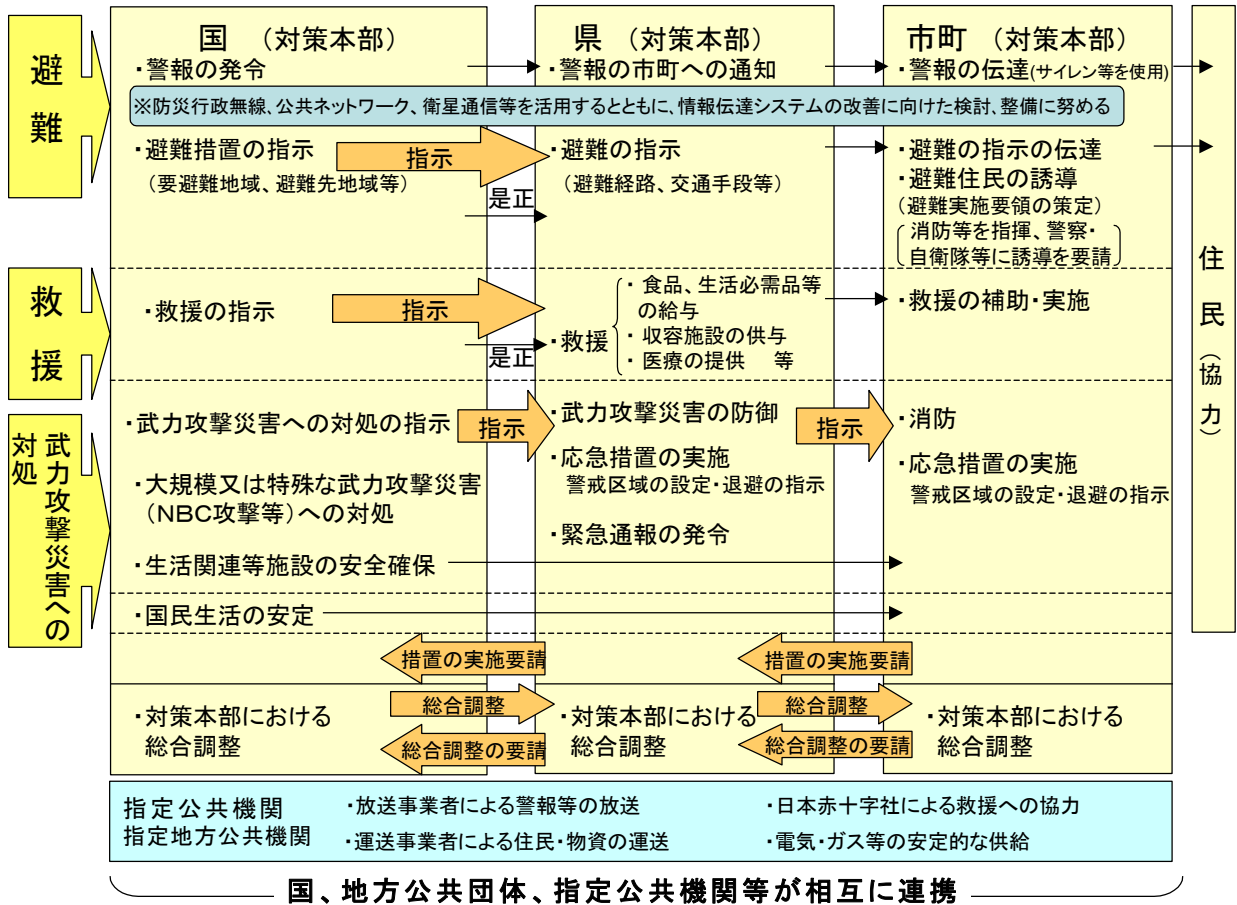 避難
国 （対策本部）
・警報の発令
県 （対策本部）
・警報の市町への通知
市町 （対策本部）
・警報の伝達(サイレン等を使用)
※防災行政無線、公共ネットワーク、衛星通信等を活用するとともに、情報伝達システムの改善に向けた検討、整備に努める
・避難措置の指示
(要避難地域、避難先地域等)
指示
是正
・避難の指示
(避難経路、交通手段等)
・避難の指示の伝達
・避難住民の誘導
(避難実施要領の策定)
消防等を指揮、警察・
自衛隊等に誘導を要請
住民（協力）
救援
・救援の指示
指示
是正
・救援
・ 食品、生活必需品等
の給与
・ 収容施設の供与
・ 医療の提供 等
・救援の補助・実施
武力攻撃災害への
対処
・武力攻撃災害への対処の指示
指示
・武力攻撃災害の防御
指示
・消防
・応急措置の実施
警戒区域の設定・退避の指示
・応急措置の実施
警戒区域の設定・退避の指示
・大規模又は特殊な武力攻撃災害
（ＮＢＣ攻撃等）への対処
・緊急通報の発令
・生活関連等施設の安全確保
・国民生活の安定
措置の実施要請
措置の実施要請
・対策本部における
総合調整
総合調整
総合調整の要請
・対策本部における
総合調整
総合調整
総合調整の要請
・対策本部における
総合調整
指定公共機関
指定地方公共機関
・放送事業者による警報等の放送
・日本赤十字社による救援への協力
・運送事業者による住民・物資の運送
・電気・ガス等の安定的な供給
国、地方公共団体、指定公共機関等が相互に連携